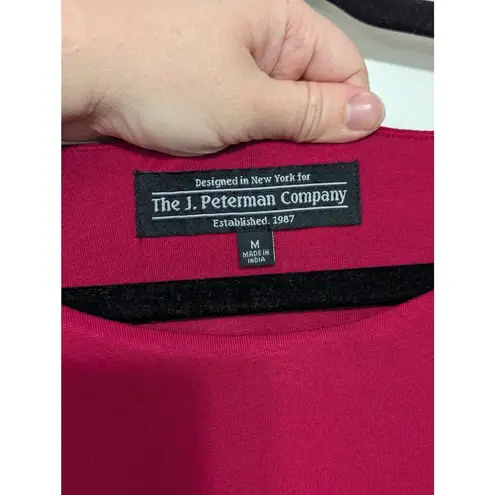 Designed in New York for
The J. Peterman Company
Established, 1987
M
MADE IN
INDIA